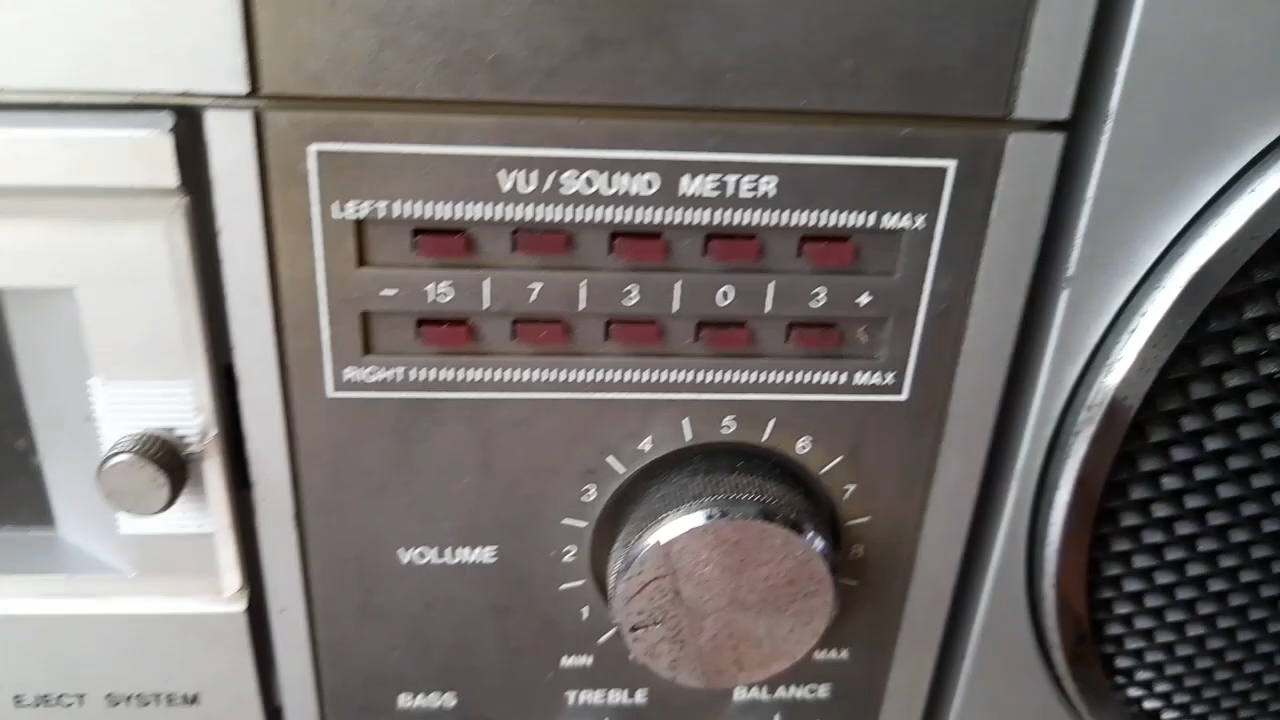 VU/SOUND METER
LEFT MAX
- 15 | 7 | 3 | 0 | 3 +
RIGHT MAX
VOLUME
MIN 1 2 3 4 5 6 7 8 MAX
EJECT SYSTEM
BASS TREBLE BALANCE